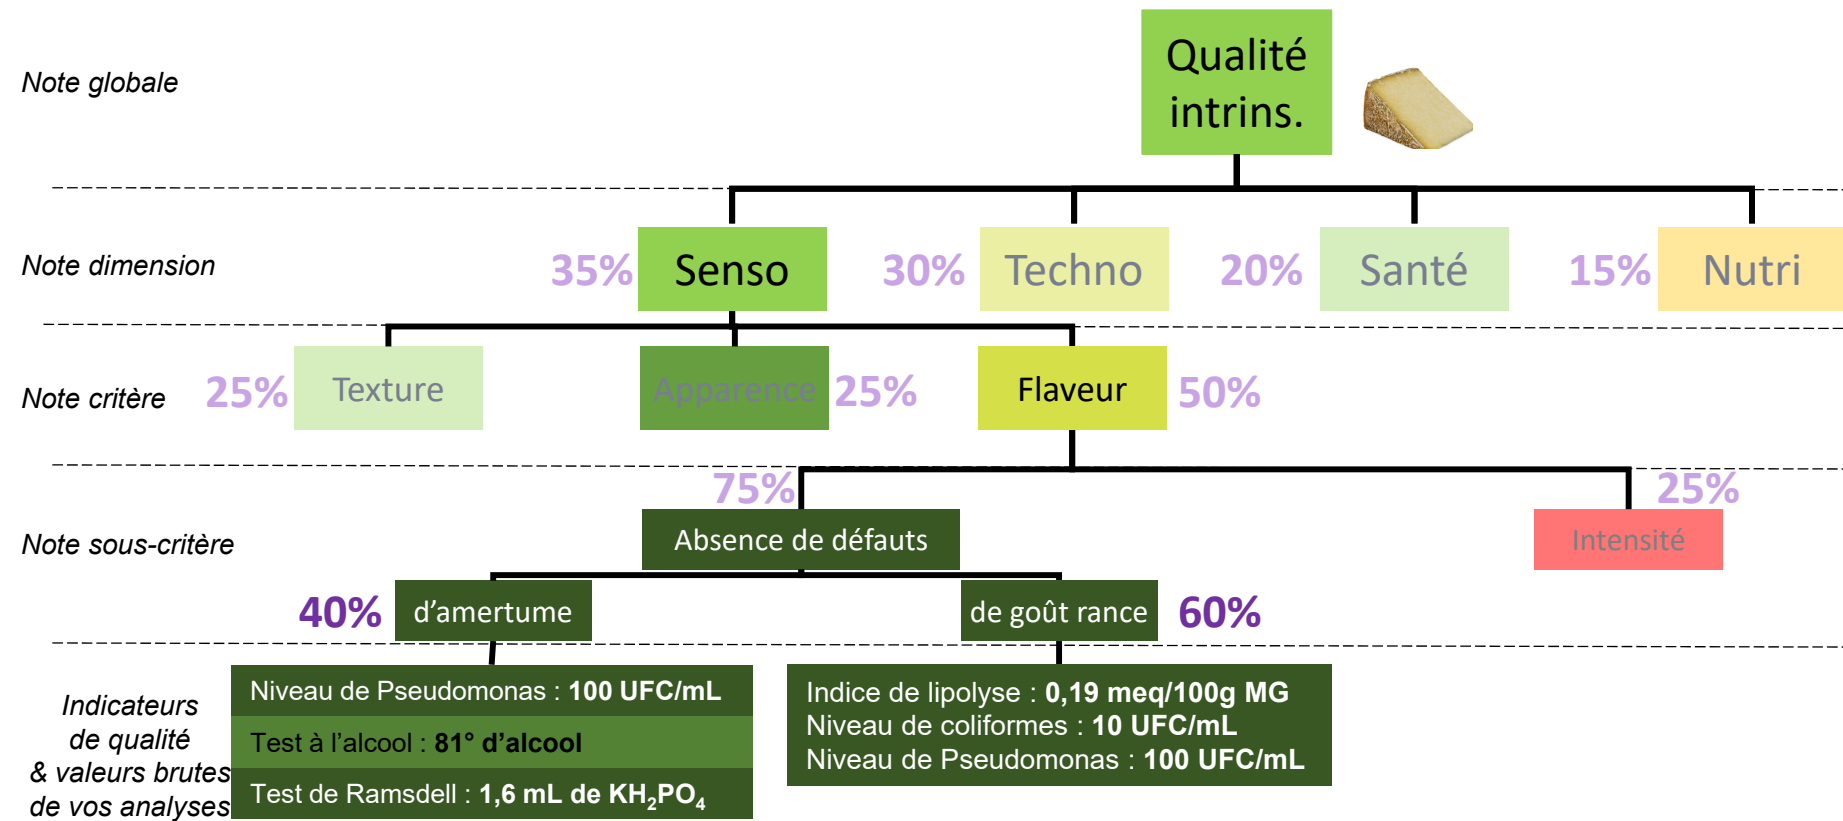 Note globale
Qualité
intrins.
Note dimension
35%
Senso
30%
Techno
20%
Santé
15%
Nutri
Note critère
25%
Texture
Apparence
25%
Flaveur
50%
75%
25%
Note sous-critère
Absence de défauts
Intensité
40%
d'amertume
de goût rance
60%
Indicateurs
de qualité
& valeurs brutes
de vos analyses
Niveau de Pseudomonas : 100 UFC/mL
Test à l'alcool : 81° d'alcool
Test de Ramsdell : 1,6 mL de KH₂PO₄
Indice de lipolyse : 0,19 meq/100g MG
Niveau de coliformes : 10 UFC/mL
Niveau de Pseudomonas : 100 UFC/mL